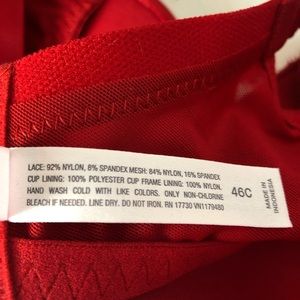 LACE: 92% NYLON, 8% SPANDEX MESH: 84% NYLON, 16% SPANDEX
CUP LINING: 100% POLYESTER CUP FRAME LINING: 100% NYLON.
HAND WASH COLD WITH LIKE COLORS. ONLY NON-CHLORINE
BLEACH IF NEEDED. LINE DRY. DO NOT IRON. RN 17730 VN1179480
46C
MADE IN
INDONESIA